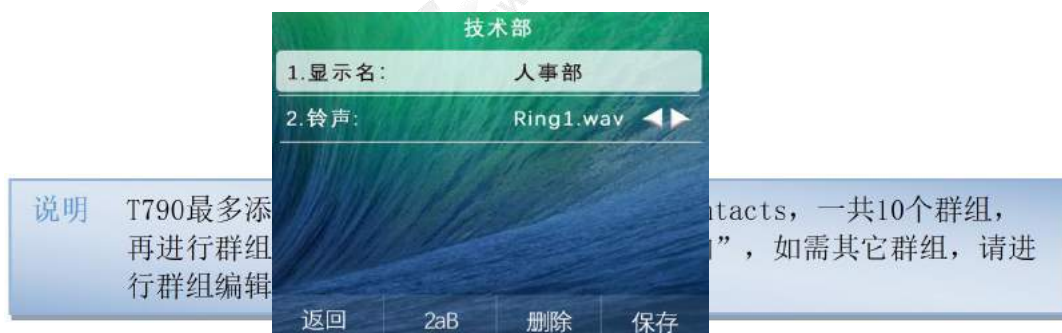 技术部
1.显示名: 人事部
2.铃声: Ring1.wav
说明 T790最多添 ntacts，一共10个群组，
再进行群组 ”，如需其它群组，请进
行群组编辑
返回 2aB 删除 保存